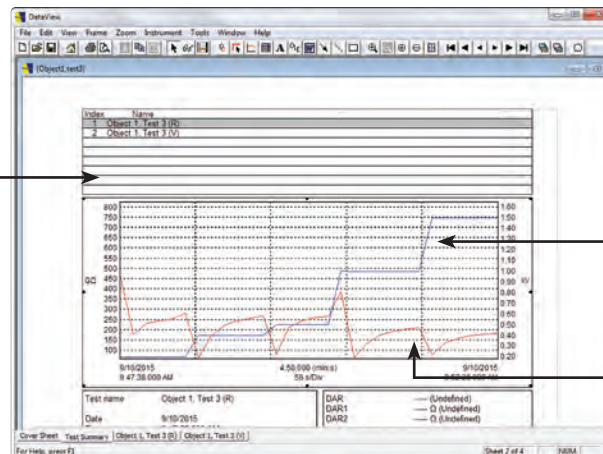 DataView
File Edit View Frame Zoom Instrument Tools Window Help
(Object1,test3)
Index Name
1 Object 1, Test 3 (R)
2 Object 1, Test 3 (V)
800
750
700
650
600
550
500
450
400
350
300
250
200
150
100
1.60
1.50
1.40
1.30
1.20
1.10
1.00
0.90
0.80
0.70
0.60
0.50
0.40
0.30
0.20
kV
9/10/2015 4:50.000 (min:s) 9/10/2015
9:47:38.000 AM 58 s/Div
Test name Object 1, Test 3 (R)
Date 9/10/2015
DAR — (Undefined)
DAR1 — Ω (Undefined)
DAR2 — Ω (Undefined)
Cover Sheet Test Summary Object 1, Test 3 (R) Object 1, Test 3 (V)
For Help, press F1 Sheet 2 of 4 NUM